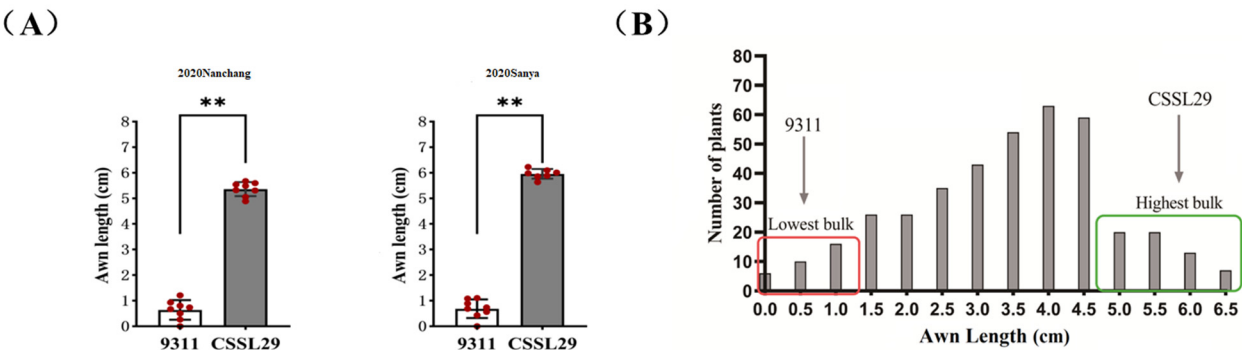 (A)
2020Nanchang
**
Awn length (cm)
8
7
6
5
4
3
2
1
0
9311 CSSL29
2020Sanya
**
Awn length (cm)
8
7
6
5
4
3
2
1
0
9311 CSSL29
(B)
Number of plants
80
70
60
50
40
30
20
10
0
9311
Lowest bulk
CSSL29
Highest bulk
0.0 0.5 1.0 1.5 2.0 2.5 3.0 3.5 4.0 4.5 5.0 5.5 6.0 6.5
Awn Length (cm)